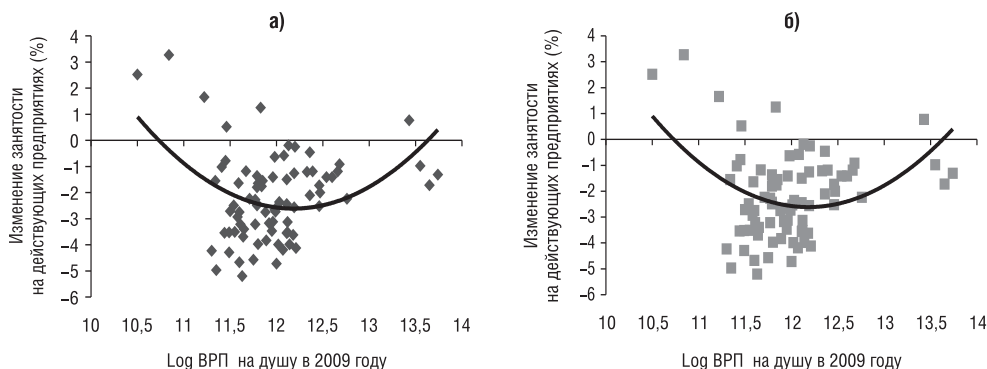 а)
Изменение занятости
на действующих предприятиях (%)
4
3
2
1
0
–1
–2
–3
–4
–5
–6
10 10,5 11 11,5 12 12,5 13 13,5 14
Log ВРП на душу в 2009 году
б)
Изменение занятости
на действующих предприятиях (%)
4
3
2
1
0
–1
–2
–3
–4
–5
–6
10 10,5 11 11,5 12 12,5 13 13,5 14
Log ВРП на душу в 2009 году